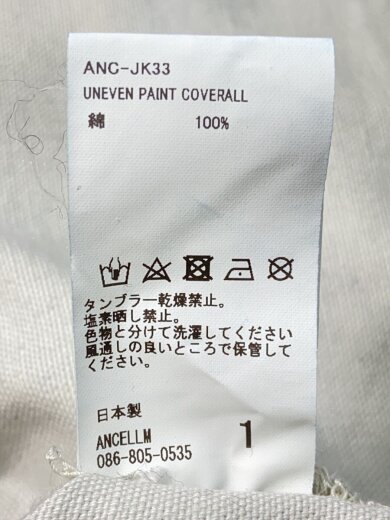 ANC-JK33
UNEVEN PAINT COVERALL
綿 100%
タンブラー乾燥禁止。
塩素晒し禁止。
色物と分けて洗濯してください
風通しの良いところで保管して
ください。
日本製
ANCELLM 1
086-805-0535